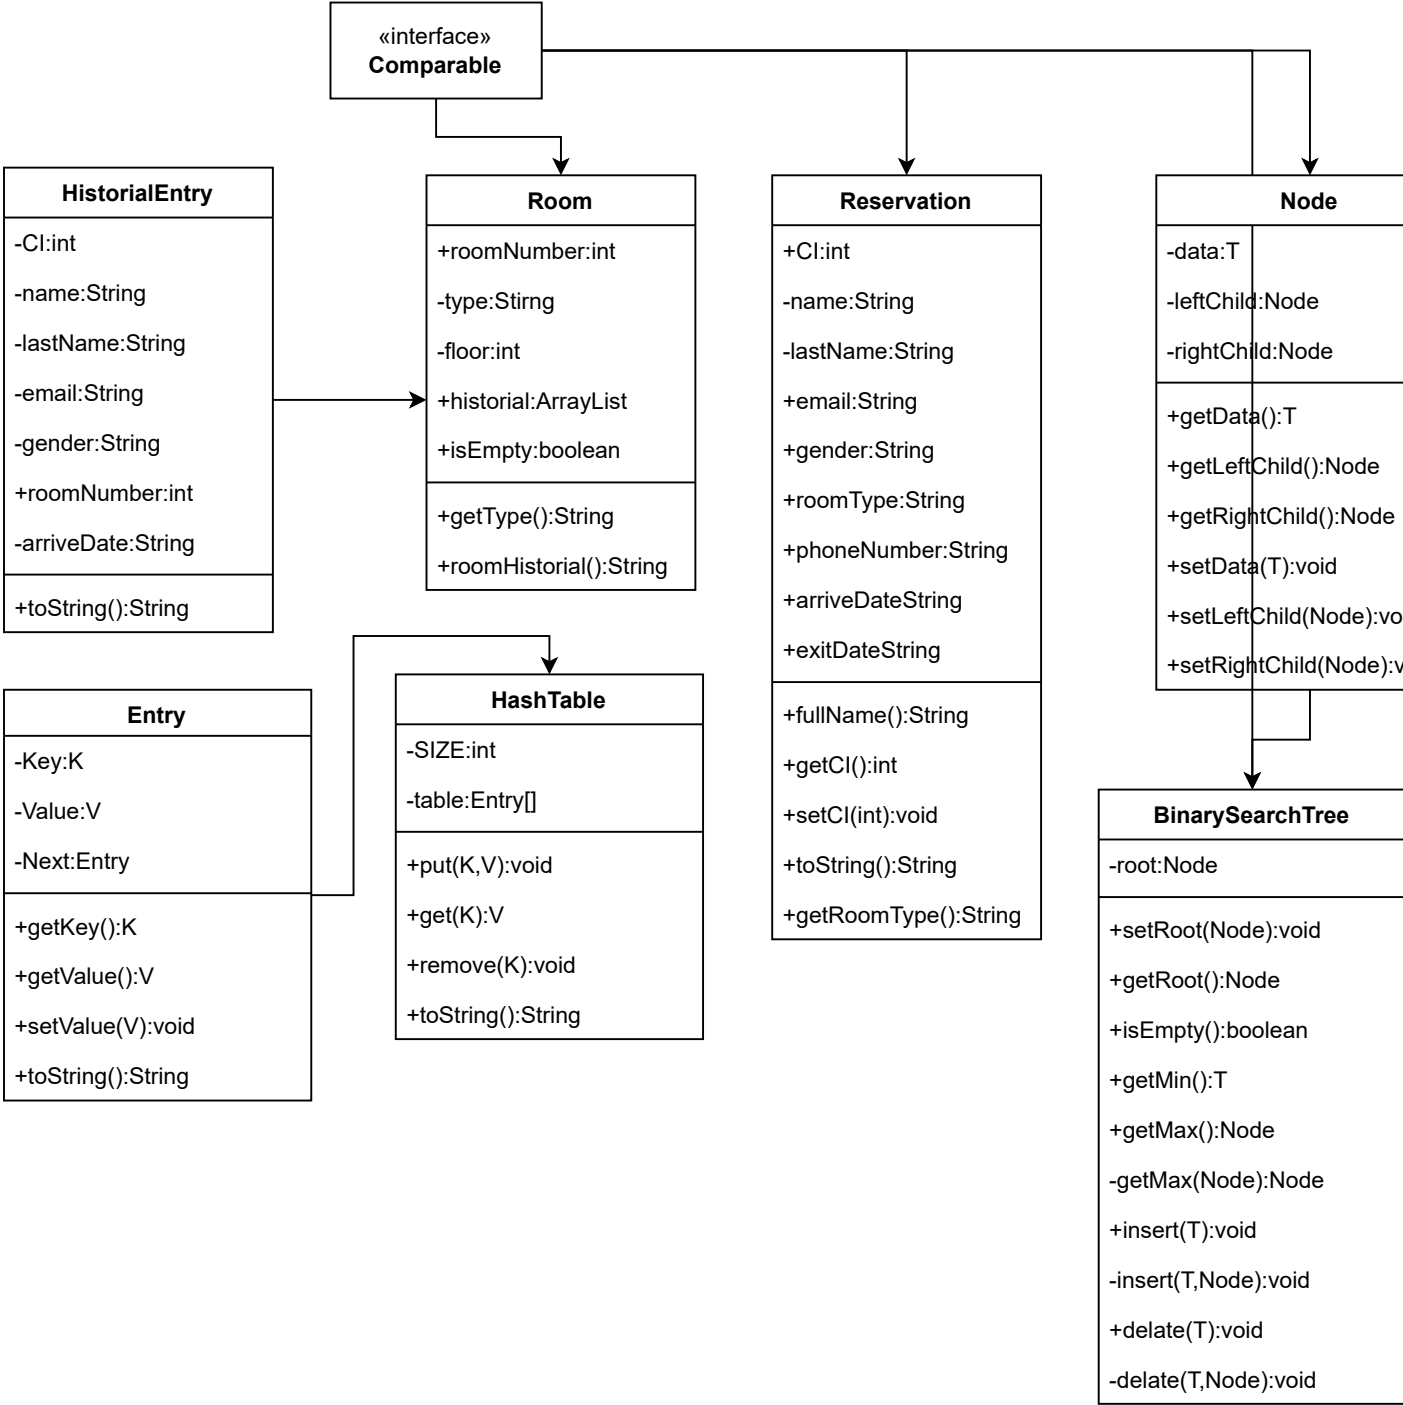 «interface»
Comparable
HistorialEntry
-CI:int
-name:String
-lastName:String
-email:String
-gender:String
+roomNumber:int
-arriveDate:String
+toString():String
Room
+roomNumber:int
-type:Stirng
-floor:int
+historial:ArrayList
+isEmpty:boolean
+getType():String
+roomHistorial():String
Reservation
+CI:int
-name:String
-lastName:String
+email:String
+gender:String
+roomType:String
+phoneNumber:String
+arriveDateString
+exitDateString
+fullName():String
+getCI():int
+setCI(int):void
+toString():String
+getRoomType():String
Node
-data:T
-leftChild:Node
-rightChild:Node
+getData():T
+getLeftChild():Node
+getRightChild():Node
+setData(T):void
+setLeftChild(Node):vo
+setRightChild(Node):v
Entry
-Key:K
-Value:V
-Next:Entry
+getKey():K
+getValue():V
+setValue(V):void
+toString():String
HashTable
-SIZE:int
-table:Entry[]
+put(K,V):void
+get(K):V
+remove(K):void
+toString():String
BinarySearchTree
-root:Node
+setRoot(Node):void
+getRoot():Node
+isEmpty():boolean
+getMin():T
+getMax():Node
-getMax(Node):Node
+insert(T):void
-insert(T,Node):void
+delate(T):void
-delate(T,Node):void